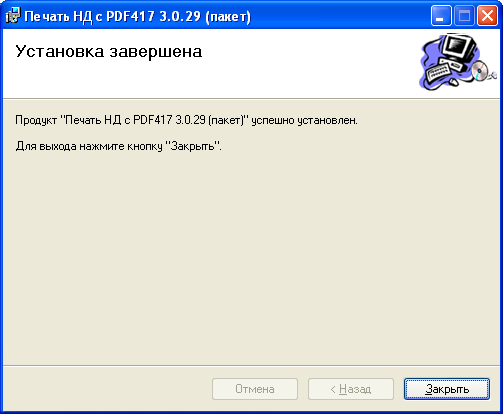 Печать НД с PDF417 3.0.29 (пакет)
Установка завершена
Продукт "Печать НД с PDF417 3.0.29 (пакет)" успешно установлен.
Для выхода нажмите кнопку "Закрыть".
Отмена
< Назад
Закрыть